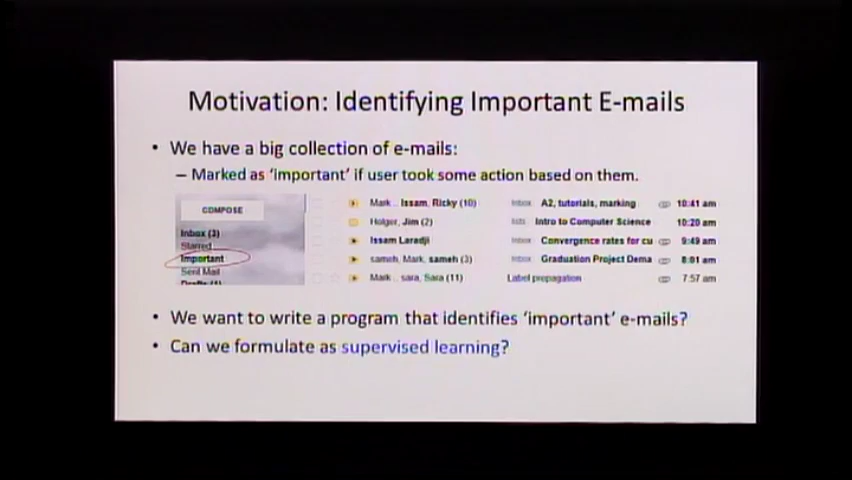 Motivation: Identifying Important E-mails
• We have a big collection of e-mails:
– Marked as 'important' if user took some action based on them.
COMPOSE
Inbox (3)
Starred
Important
Sent Mail
Drafts (1)
Mark .. Issam, Ricky (10) Inbox A2, tutorials, marking 10:41 am
Holger, Jim (2) Intro to Computer Science 10:20 am
Issam Laradji Inbox Convergence rates for cu 9:49 am
sameh, Mark, sameh (3) Inbox Graduation Project Dema 8:01 am
Mark .. sara, Sara (11) Label propagation 7:57 am
• We want to write a program that identifies 'important' e-mails?
• Can we formulate as supervised learning?